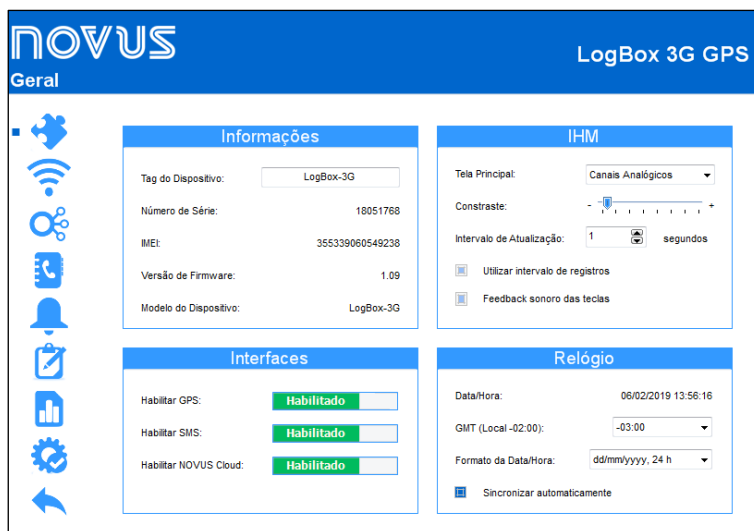 NOVUS
LogBox 3G GPS
Geral
Informações
Tag do Dispositivo: LogBox-3G
Número de Série: 18051768
IMEI: 355339060549238
Versão de Firmware: 1.09
Modelo do Dispositivo: LogBox-3G
IHM
Tela Principal: Canais Analógicos
Constraste: - +
Intervalo de Atualização: 1 segundos
Utilizar intervalo de registros
Feedback sonoro das teclas
Interfaces
Habilitar GPS: Habilitado
Habilitar SMS: Habilitado
Habilitar NOVUS Cloud: Habilitado
Relógio
Data/Hora: 06/02/2019 13:56:16
GMT (Local -02:00): -03:00
Formato da Data/Hora: dd/mm/yyyy, 24 h
Sincronizar automaticamente